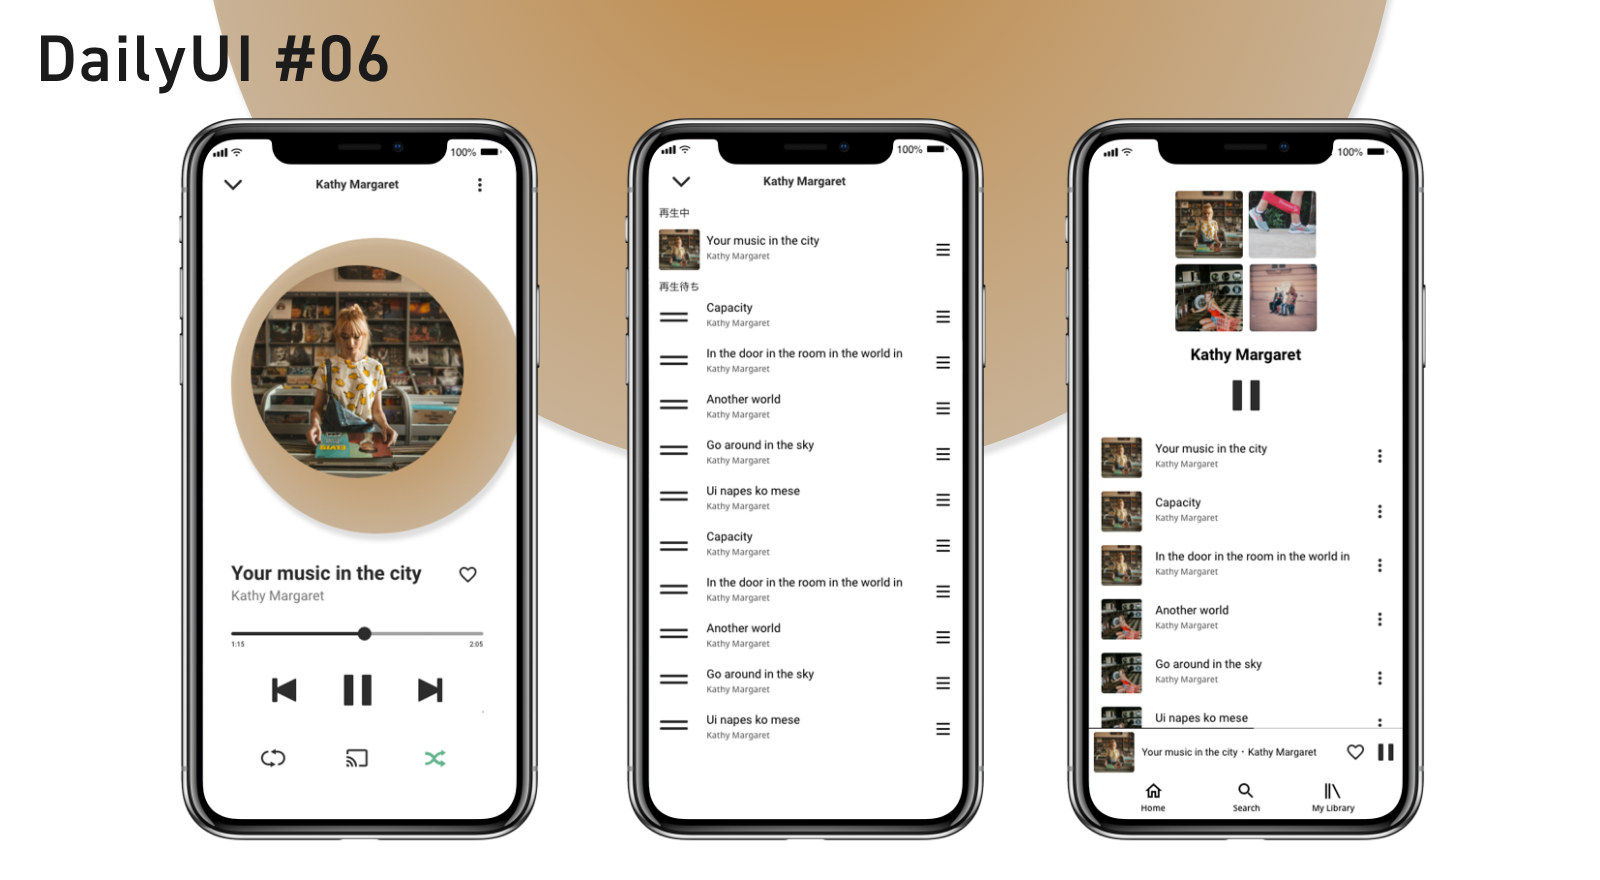 DailyUI #06
100%
Kathy Margaret
Your music in the city
Kathy Margaret
1:15
2:05
100%
Kathy Margaret
再生中
Your music in the city
Kathy Margaret
再生待ち
Capacity
Kathy Margaret
In the door in the room in the world in
Kathy Margaret
Another world
Kathy Margaret
Go around in the sky
Kathy Margaret
Ui napes ko mese
Kathy Margaret
Capacity
Kathy Margaret
In the door in the room in the world in
Kathy Margaret
Another world
Kathy Margaret
Go around in the sky
Kathy Margaret
Ui napes ko mese
Kathy Margaret
100%
Kathy Margaret
Your music in the city
Kathy Margaret
Capacity
Kathy Margaret
In the door in the room in the world in
Kathy Margaret
Another world
Kathy Margaret
Go around in the sky
Kathy Margaret
Ui napes ko mese
Your music in the city・Kathy Margaret
Home
Search
My Library